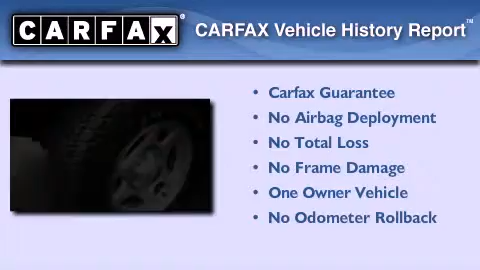 CARFAX® CARFAX Vehicle History Report™
• Carfax Guarantee
• No Airbag Deployment
• No Total Loss
• No Frame Damage
• One Owner Vehicle
• No Odometer Rollback